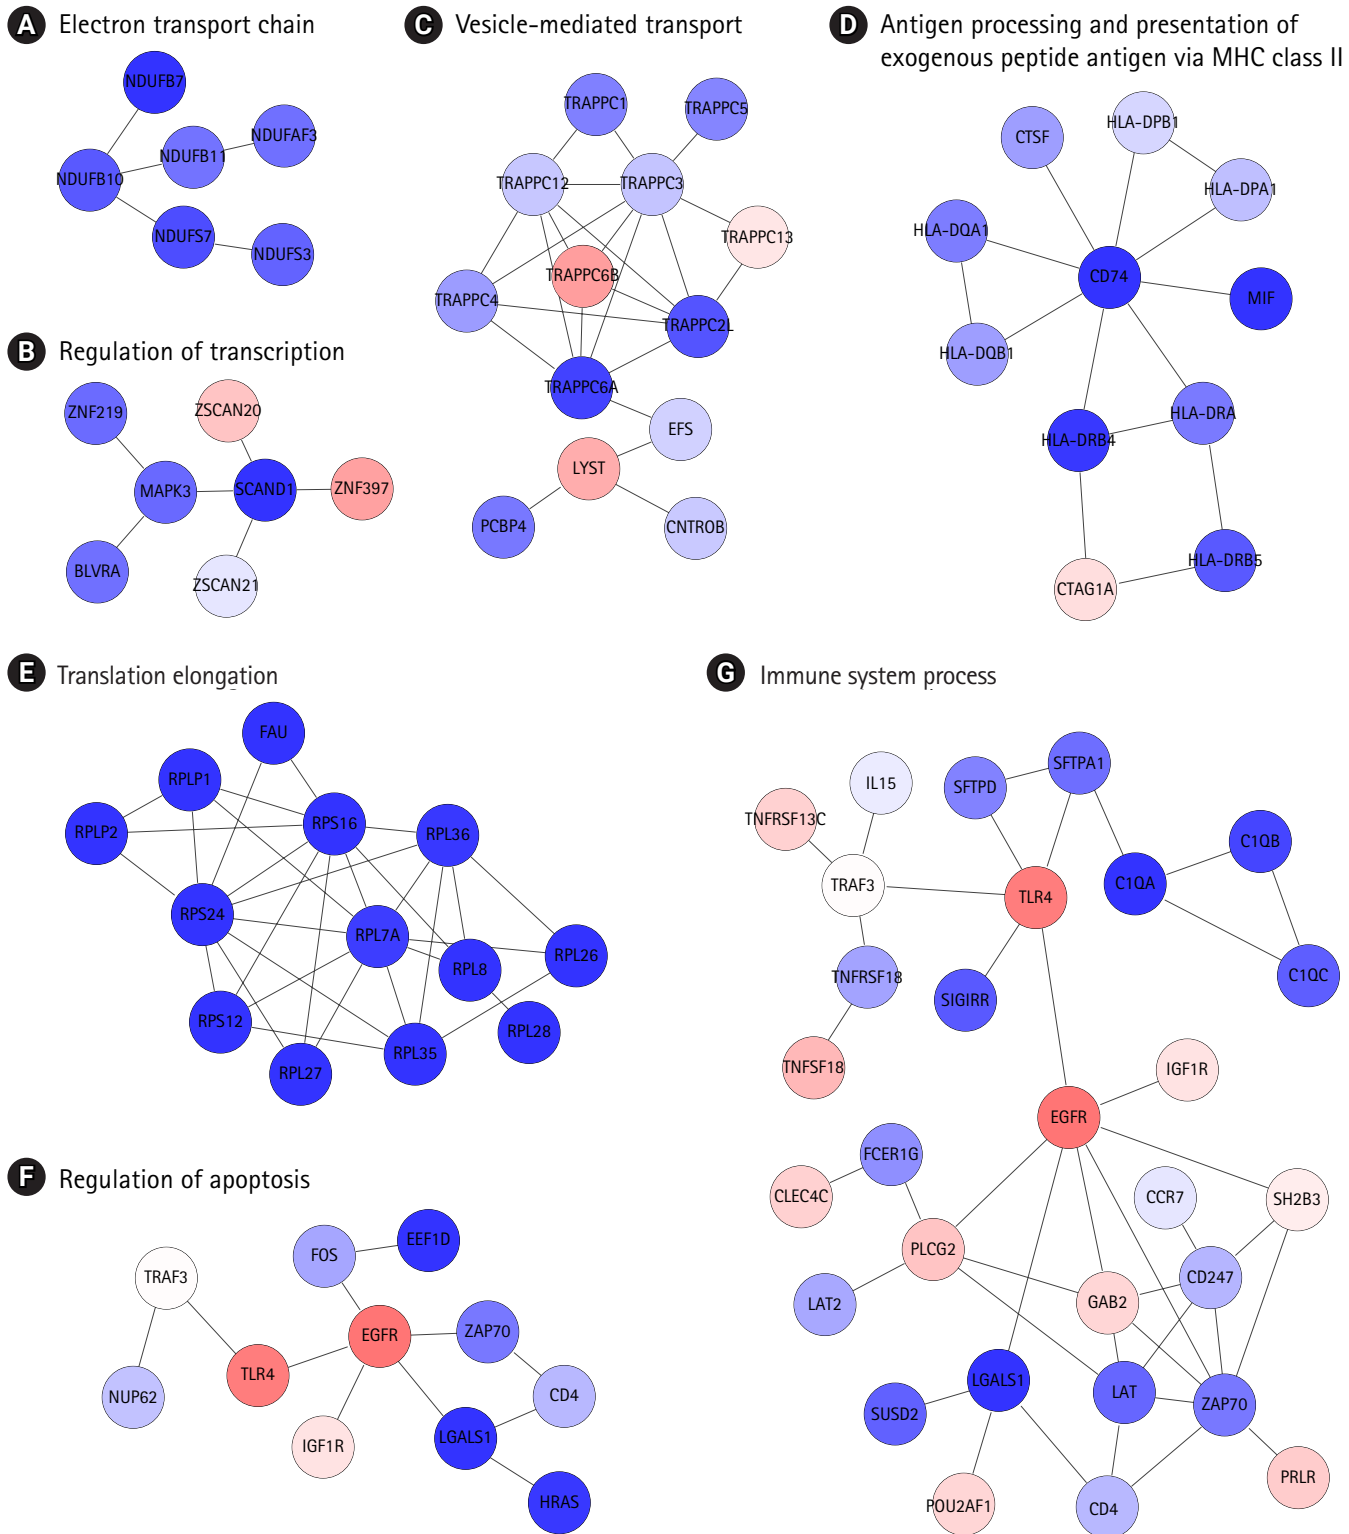 A Electron transport chain
NDUFB7
NDUFAF3
NDUFB11
NDUFB10
NDUFS7
NDUFS3
B Regulation of transcription
ZNF219
ZSCAN20
MAPK3
SCAND1
ZNF397
BLVRA
ZSCAN21
C Vesicle-mediated transport
TRAPPC1
TRAPPC5
TRAPPC12
TRAPPC3
TRAPPC13
TRAPPC6B
TRAPPC4
TRAPPC2L
TRAPPC6A
EFS
LYST
PCBP4
CNTROB
D Antigen processing and presentation of
exogenous peptide antigen via MHC class II
CTSF
HLA-DPB1
HLA-DPA1
HLA-DQA1
CD74
MIF
HLA-DQB1
HLA-DRA
HLA-DRB4
HLA-DRB5
CTAG1A
E Translation elongation
FAU
RPLP1
RPLP2
RPS16
RPL36
RPS24
RPL7A
RPL8
RPL26
RPS12
RPL28
RPL35
RPL27
F Regulation of apoptosis
FOS
EEF1D
TRAF3
EGFR
ZAP70
TLR4
NUP62
CD4
IGF1R
LGALS1
HRAS
G Immune system process
IL15
SFTPD
SFTPA1
TNFRSF13C
C1QB
TRAF3
TLR4
C1QA
TNFRSF18
SIGIRR
C1QC
TNFSF18
IGF1R
EGFR
FCER1G
CLEC4C
CCR7
SH2B3
PLCG2
CD247
LAT2
GAB2
LGALS1
LAT
ZAP70
SUSD2
PRLR
POU2AF1
CD4